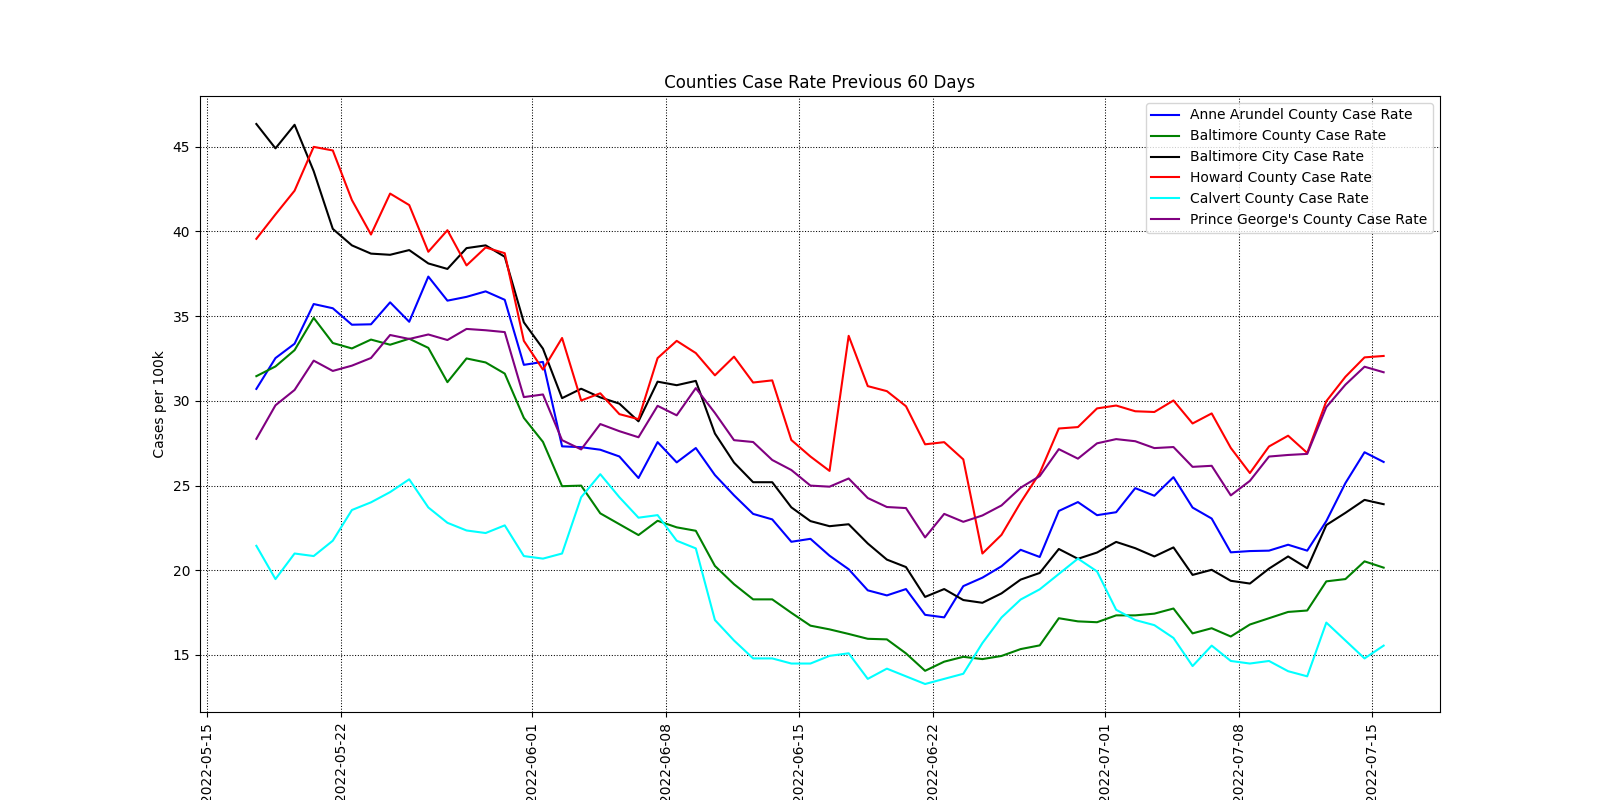 Counties Case Rate Previous 60 Days
Anne Arundel County Case Rate
Baltimore County Case Rate
Baltimore City Case Rate
Howard County Case Rate
Calvert County Case Rate
Prince George's County Case Rate
Cases per 100k
45
40
35
30
25
20
15
2022-05-15
2022-05-22
2022-06-01
2022-06-08
2022-06-15
2022-06-22
2022-07-01
2022-07-08
2022-07-15